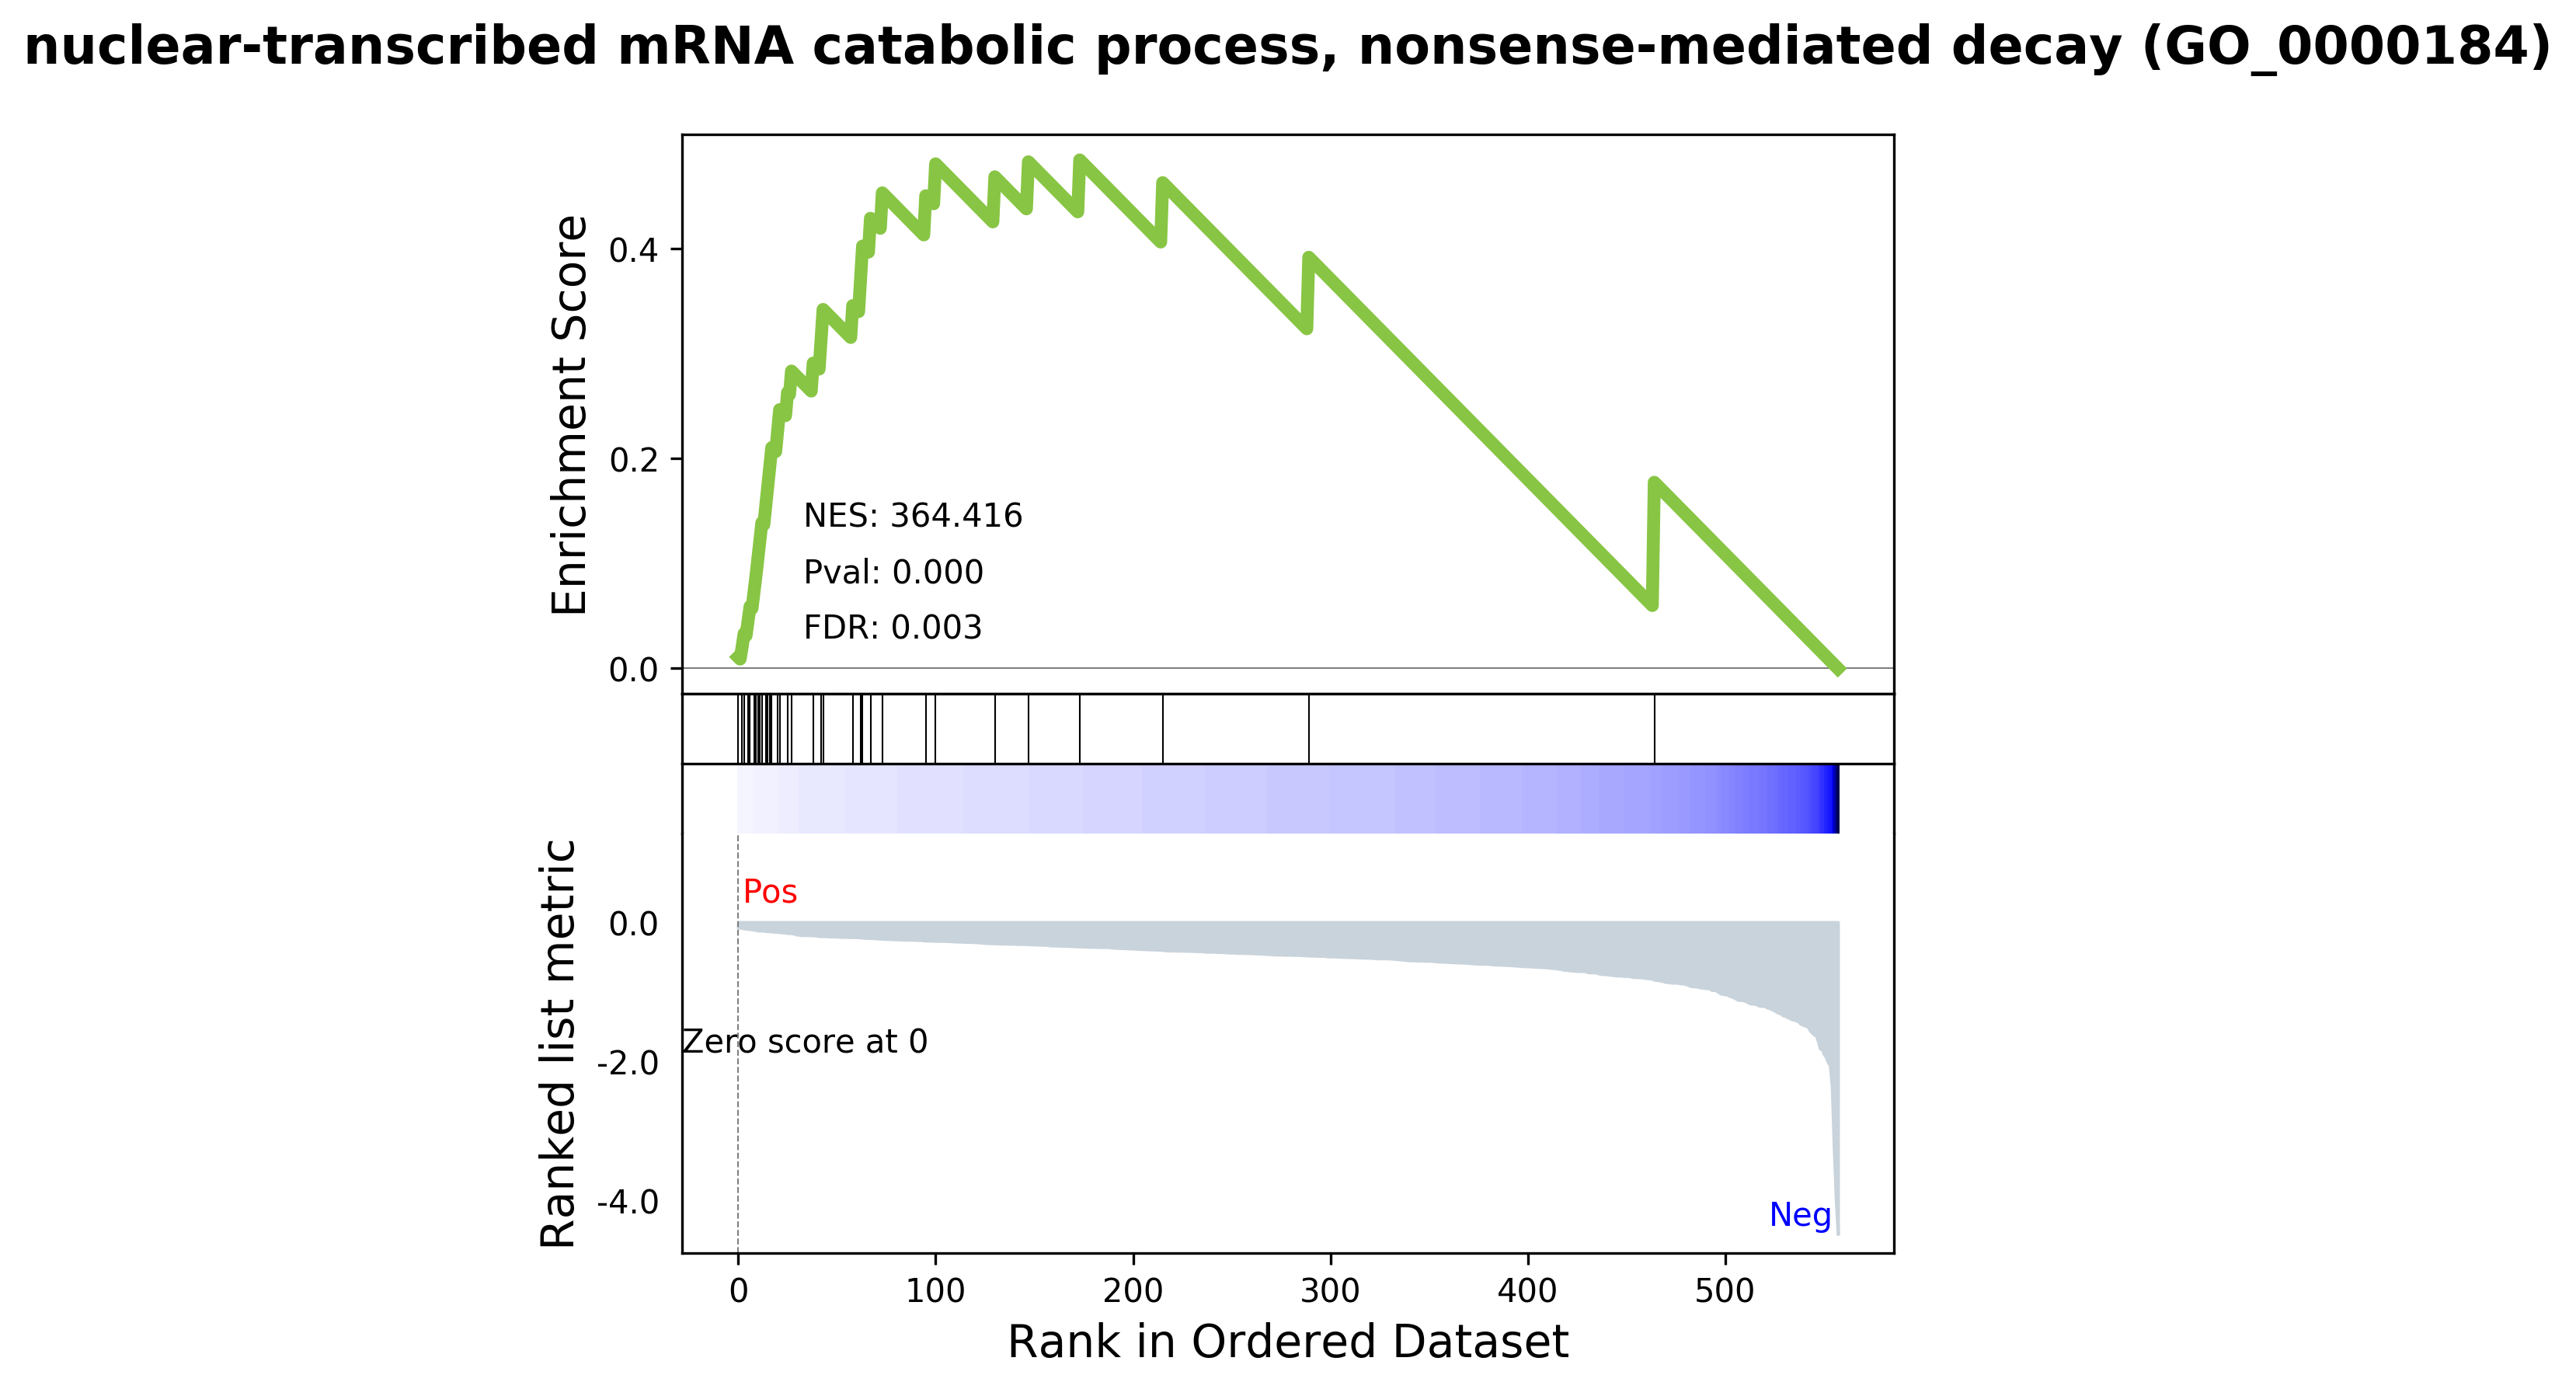 nuclear-transcribed mRNA catabolic process, nonsense-mediated decay (GO_0000184)
Enrichment Score
0.4
0.2
0.0
NES: 364.416
Pval: 0.000
FDR: 0.003
Ranked list metric
Pos
0.0
Zero score at 0
-2.0
-4.0
Neg
0 100 200 300 400 500
Rank in Ordered Dataset